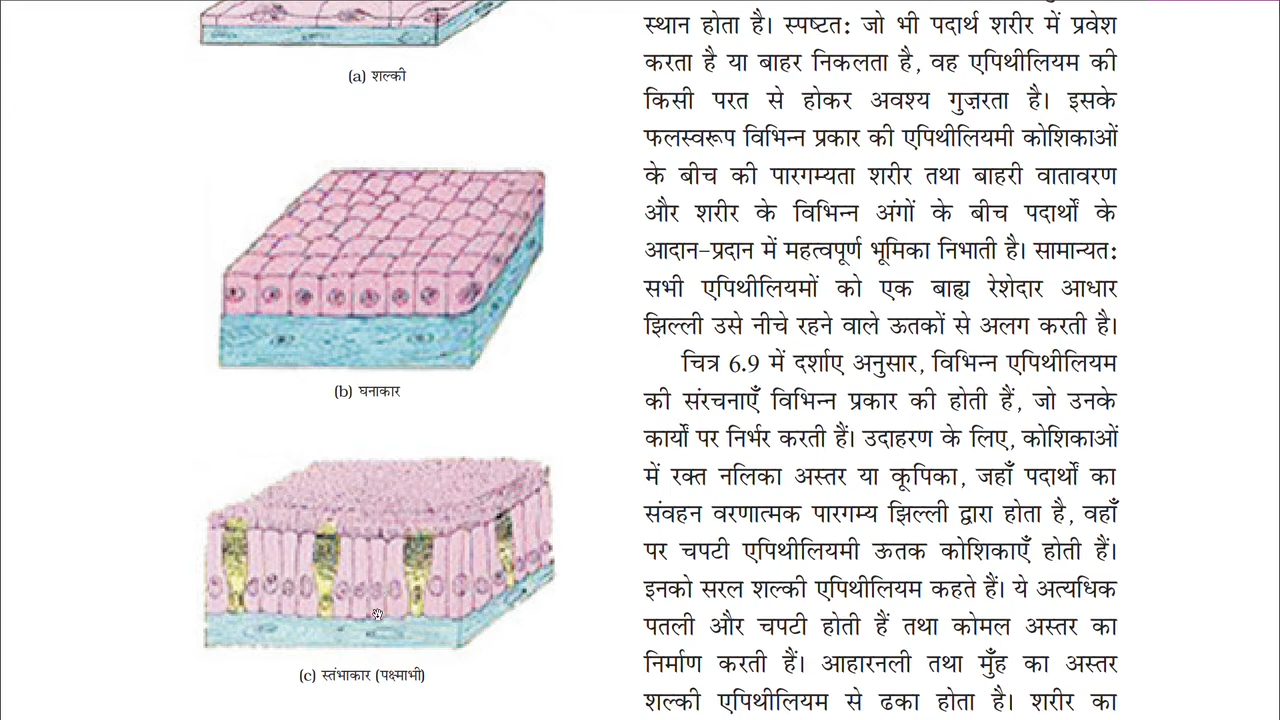 (a) शल्की
(b) घनाकार
(c) स्तंभाकार (पक्ष्माभी)
स्थान होता है। स्पष्टतः जो भी पदार्थ शरीर में प्रवेश
करता है या बाहर निकलता है, वह एपिथीलियम की
किसी परत से होकर अवश्य गुज़रता है। इसके
फलस्वरूप विभिन्न प्रकार की एपिथीलियमी कोशिकाओं
के बीच की पारगम्यता शरीर तथा बाहरी वातावरण
और शरीर के विभिन्न अंगों के बीच पदार्थों के
आदान-प्रदान में महत्वपूर्ण भूमिका निभाती है। सामान्यतः
सभी एपिथीलियमों को एक बाह्य रेशेदार आधार
झिल्ली उसे नीचे रहने वाले ऊतकों से अलग करती है।
चित्र 6.9 में दर्शाए अनुसार, विभिन्न एपिथीलियम
की संरचनाएँ विभिन्न प्रकार की होती हैं, जो उनके
कार्यों पर निर्भर करती हैं। उदाहरण के लिए, कोशिकाओं
में रक्त नलिका अस्तर या कूपिका, जहाँ पदार्थों का
संवहन वरणात्मक पारगम्य झिल्ली द्वारा होता है, वहाँ
पर चपटी एपिथीलियमी ऊतक कोशिकाएँ होती हैं।
इनको सरल शल्की एपिथीलियम कहते हैं। ये अत्यधिक
पतली और चपटी होती हैं तथा कोमल अस्तर का
निर्माण करती हैं। आहारनली तथा मुँह का अस्तर
शल्की एपिथीलियम से ढका होता है। शरीर का